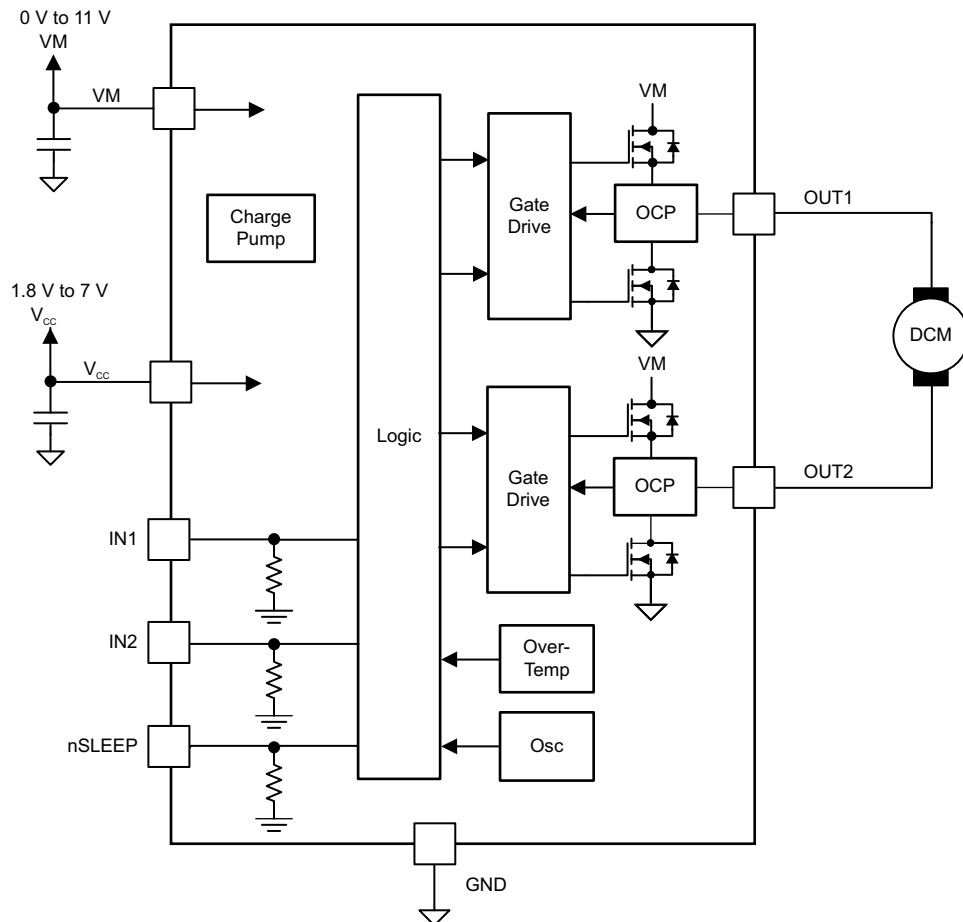 0 V to 11 V
VM
VM
VM
Charge
Pump
Gate
Drive
OCP
OUT1
1.8 V to 7 V
VCC
VCC
DCM
VM
Logic
Gate
Drive
OCP
OUT2
IN1
IN2
Over-
Temp
nSLEEP
Osc
GND